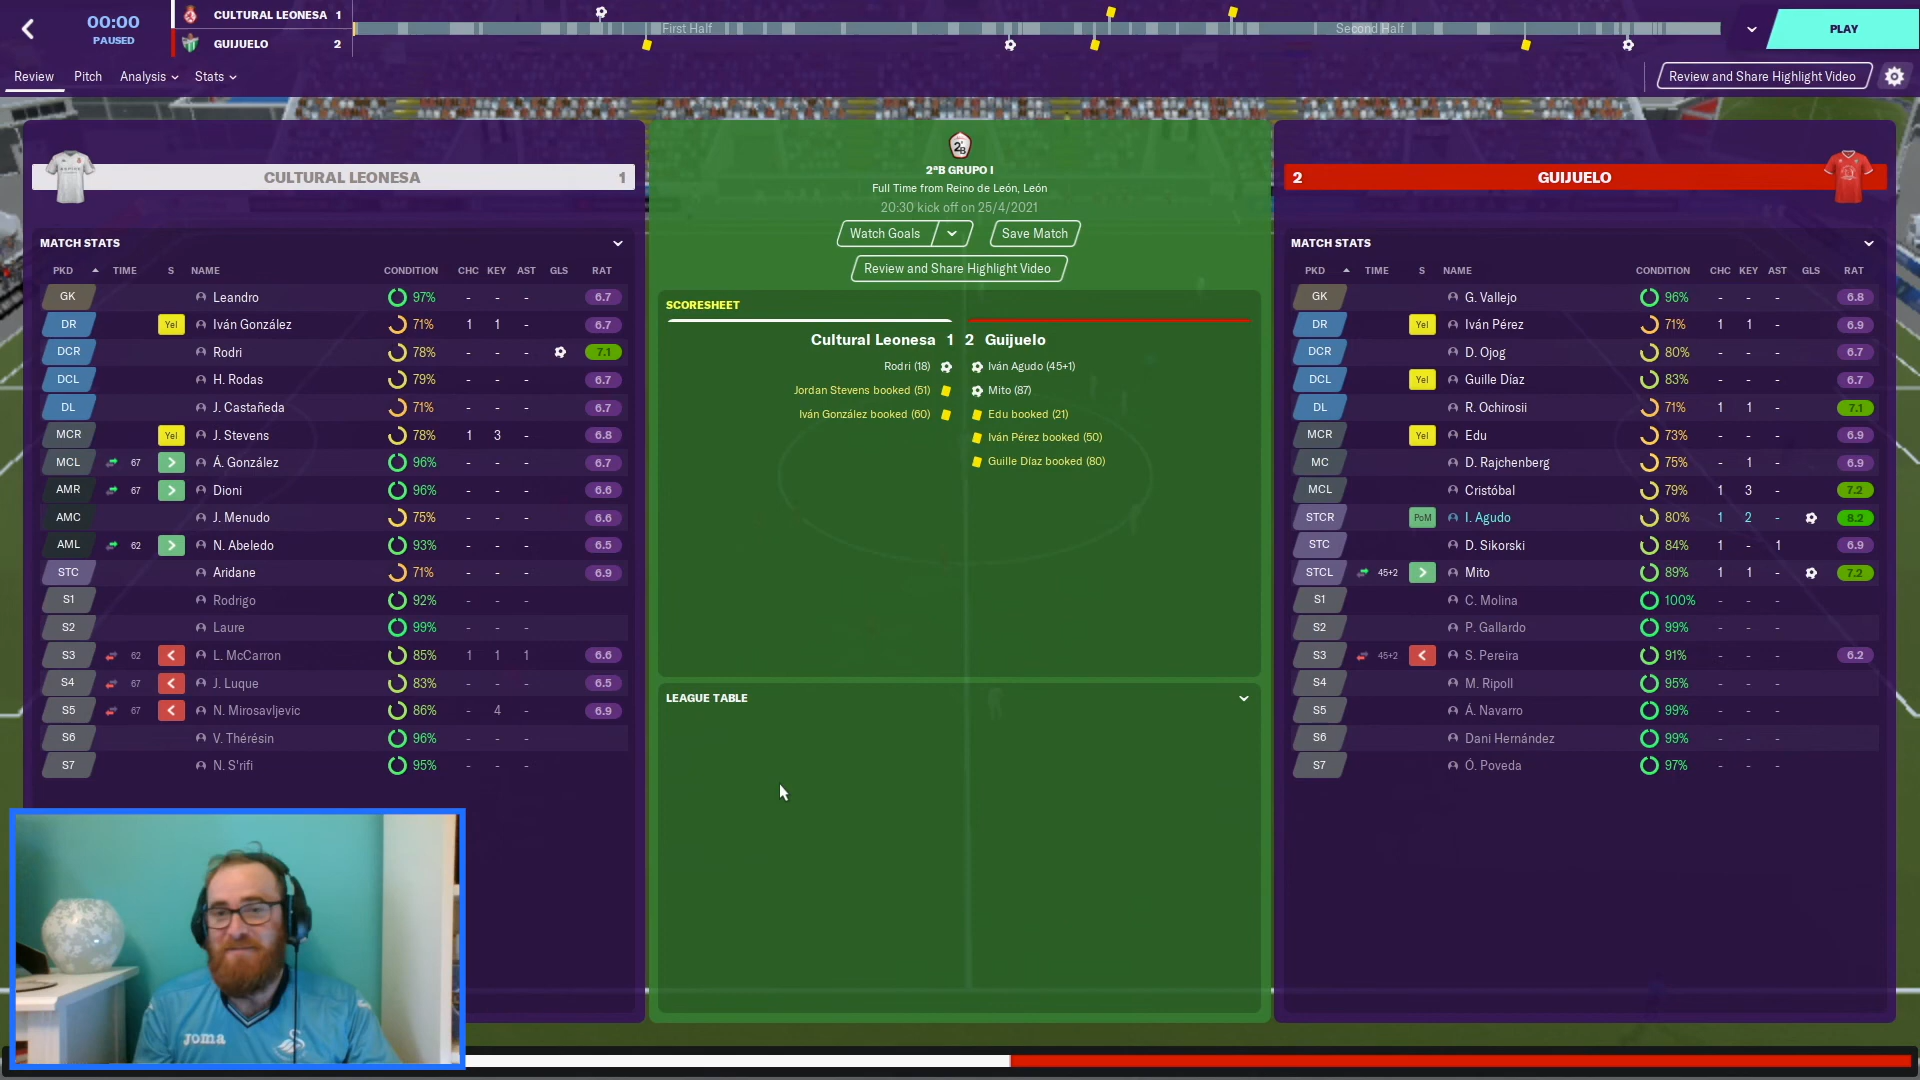 00:00
PAUSED
CULTURAL LEONESA 1
GUIJUELO 2
First Half
Second Half
PLAY
Review Pitch Analysis Stats
Review and Share Highlight Video
CULTURAL LEONESA 1
MATCH STATS
PKD TIME S NAME CONDITION CHC KEY AST GLS RAT
GK Leandro 97% - - - 6.7
DR Yel Iván González 71% 1 1 - 6.7
DCR Rodri 78% - - - 7.1
DCL H. Rodas 79% - - - 6.7
DL J. Castañeda 71% - - - 6.7
MCR Yel J. Stevens 78% 1 3 - 6.8
MCL 67 Á. González 96% - - - 6.7
AMR 67 Dioni 96% - - - 6.6
AMC J. Menudo 75% - - - 6.6
AML 62 N. Abeledo 93% - - - 6.5
STC Aridane 71% - - - 6.9
S1 Rodrigo 92% - - -
S2 Laure 99% - - -
S3 62 L. McCarron 85% 1 1 1 6.6
S4 67 J. Luque 83% - - - 6.5
S5 67 N. Mirosavljevic 86% - 4 - 6.9
S6 V. Thérésin 96% - - -
S7 N. S'rifi 95% - - -
2ªB GRUPO I
Full Time from Reino de León, León
20:30 kick off on 25/4/2021
Watch Goals
Save Match
Review and Share Highlight Video
SCORESHEET
Cultural Leonesa 1 2 Guijuelo
Rodri (18) Iván Agudo (45+1)
Jordan Stevens booked (51) Mito (87)
Iván González booked (60) Edu booked (21)
Iván Pérez booked (50)
Guille Díaz booked (80)
LEAGUE TABLE
2 GUIJUELO
MATCH STATS
PKD TIME S NAME CONDITION CHC KEY AST GLS RAT
GK G. Vallejo 96% - - - 6.8
DR Yel Iván Pérez 71% 1 1 - 6.9
DCR D. Ojog 80% - - - 6.7
DCL Yel Guille Díaz 83% - - - 6.7
DL R. Ochirosii 71% 1 1 - 7.1
MCR Yel Edu 73% - - - 6.9
MC D. Rajchenberg 75% - 1 - 6.9
MCL Cristóbal 79% 1 3 - 7.2
STCR PoM I. Agudo 80% 1 2 - 8.2
STC D. Sikorski 84% 1 - 1 6.9
STCL 45+2 Mito 89% 1 1 - 7.2
S1 C. Molina 100% - - -
S2 P. Gallardo 99% - - -
S3 45+2 S. Pereira 91% - - - 6.2
S4 M. Ripoll 95% - - -
S5 Á. Navarro 99% - - -
S6 Dani Hernández 99% - - -
S7 Ó. Poveda 97% - - -
joma